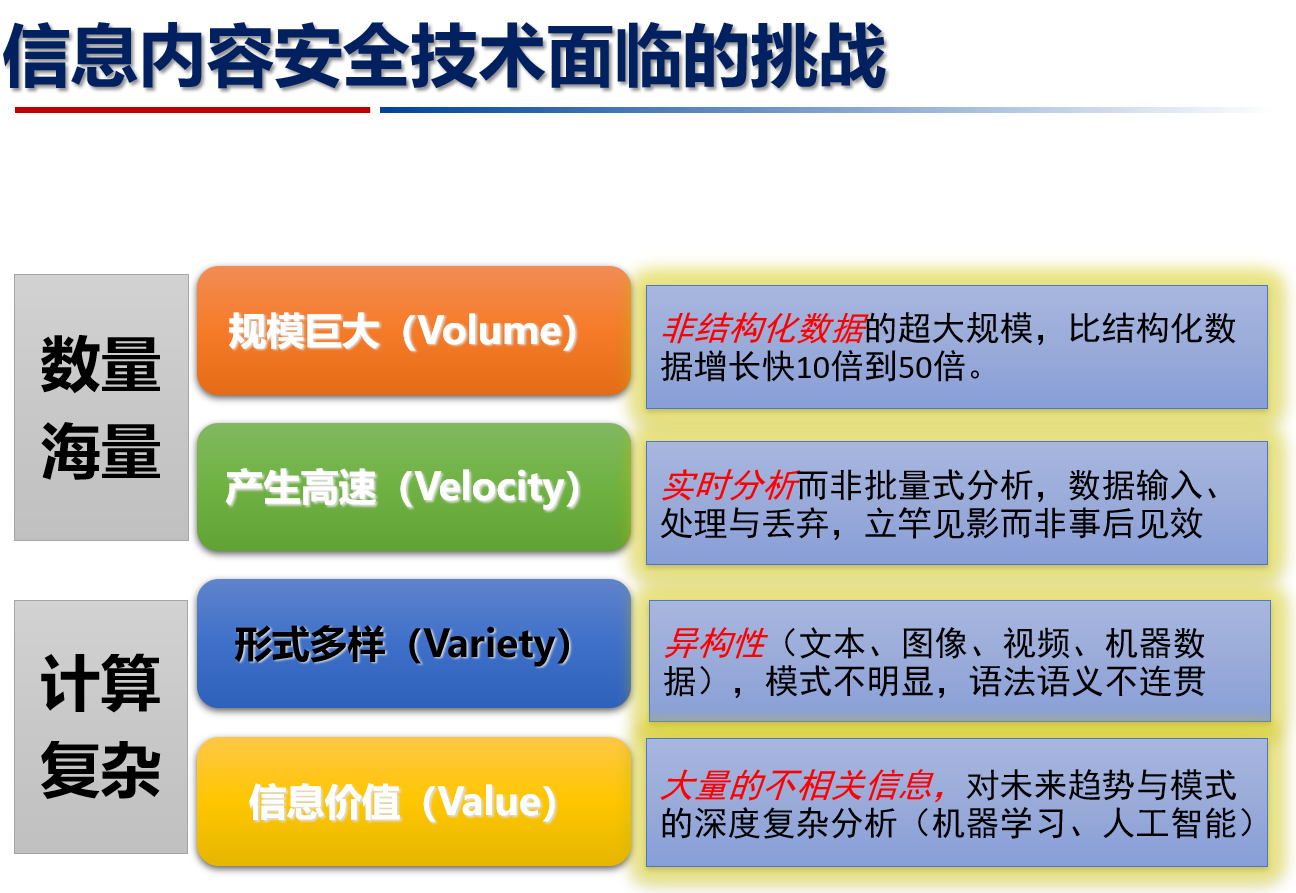 信息内容安全技术面临的挑战
数量
海量
规模巨大（Volume）
非结构化数据的超大规模，比结构化数
据增长快10倍到50倍。
产生高速（Velocity）
实时分析而非批量式分析，数据输入、
处理与丢弃，立竿见影而非事后见效
计算
复杂
形式多样（Variety）
异构性（文本、图像、视频、机器数
据），模式不明显，语法语义不连贯
信息价值（Value）
大量的不相关信息，对未来趋势与模式
的深度复杂分析（机器学习、人工智能）